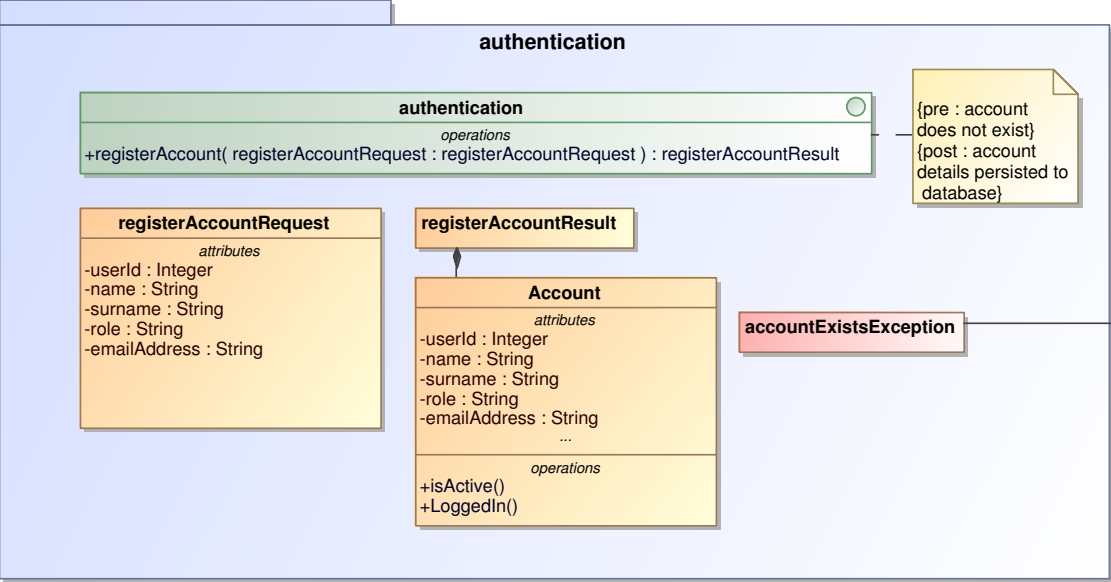 authentication
authentication
operations
+registerAccount( registerAccountRequest : registerAccountRequest ) : registerAccountResult
{pre : account
does not exist}
{post : account
details persisted to
database}
registerAccountRequest
attributes
-userId : Integer
-name : String
-surname : String
-role : String
-emailAddress : String
registerAccountResult
Account
attributes
-userId : Integer
-name : String
-surname : String
-role : String
-emailAddress : String
...
operations
+isActive()
+LoggedIn()
accountExistsException